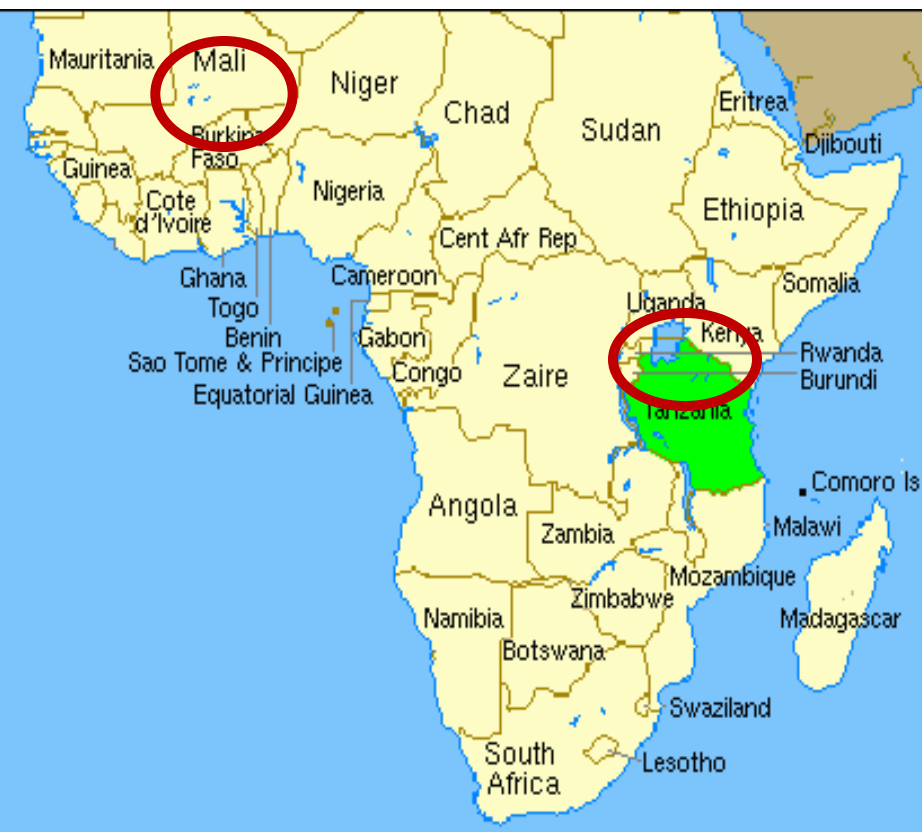 Mauritania
Mali
Niger
Chad
Sudan
Eritrea
Djibouti
Burkina
Faso
Guinea
Cote
d'Ivoire
Nigeria
Ethiopia
Cent Afr Rep
Ghana
Togo
Benin
Cameroon
Somalia
Uganda
Kenya
Sao Tome & Principe
Equatorial Guinea
Gabon
Congo
Zaire
Rwanda
Burundi
Tanzania
Comoro Is
Angola
Zambia
Malawi
Mozambique
Zimbabwe
Madagascar
Namibia
Botswana
Swaziland
South
Africa
Lesotho